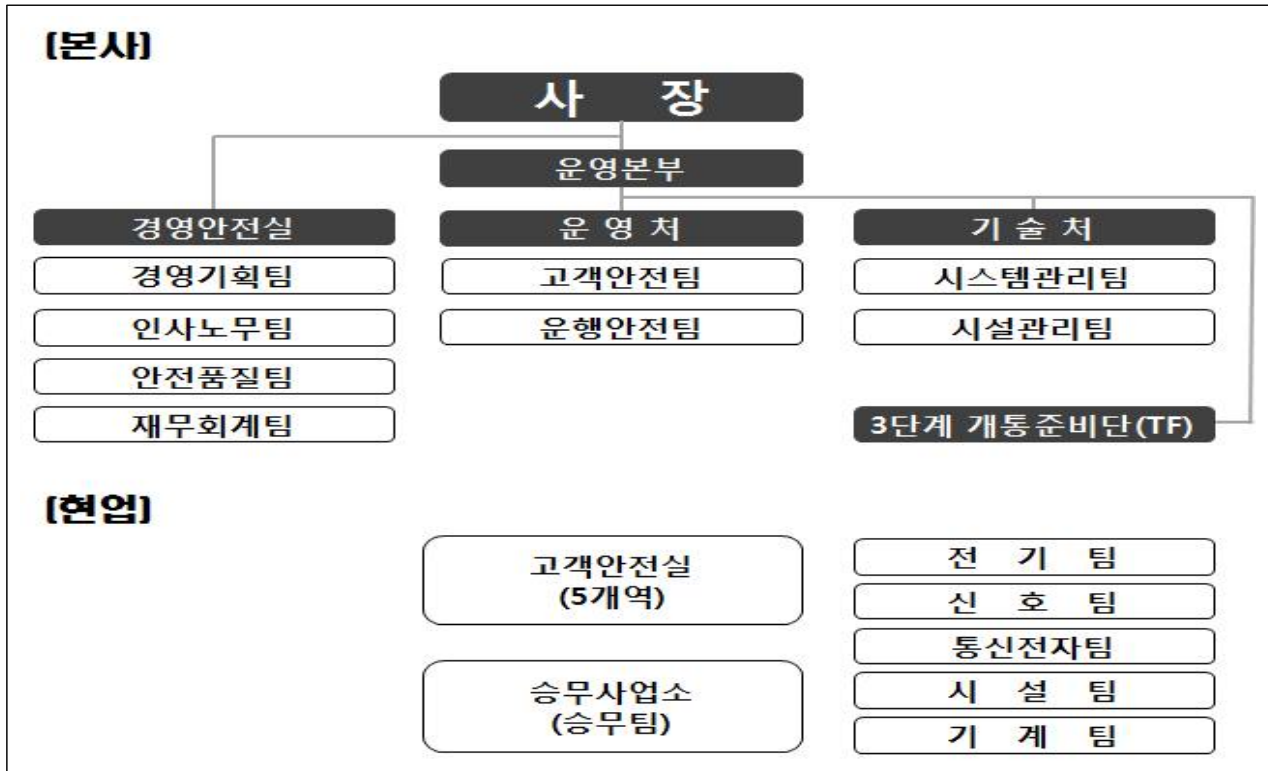 [본사]
사 장
운영본부
경영안전실
경영기획팀
인사노무팀
안전품질팀
재무회계팀
운 영 처
고객안전팀
운행안전팀
기 술 처
시스템관리팀
시설관리팀
3단계 개통준비단(TF)
[현업]
고객안전실
(5개역)
승무사업소
(승무팀)
전 기 팀
신 호 팀
통신전자팀
시 설 팀
기 계 팀